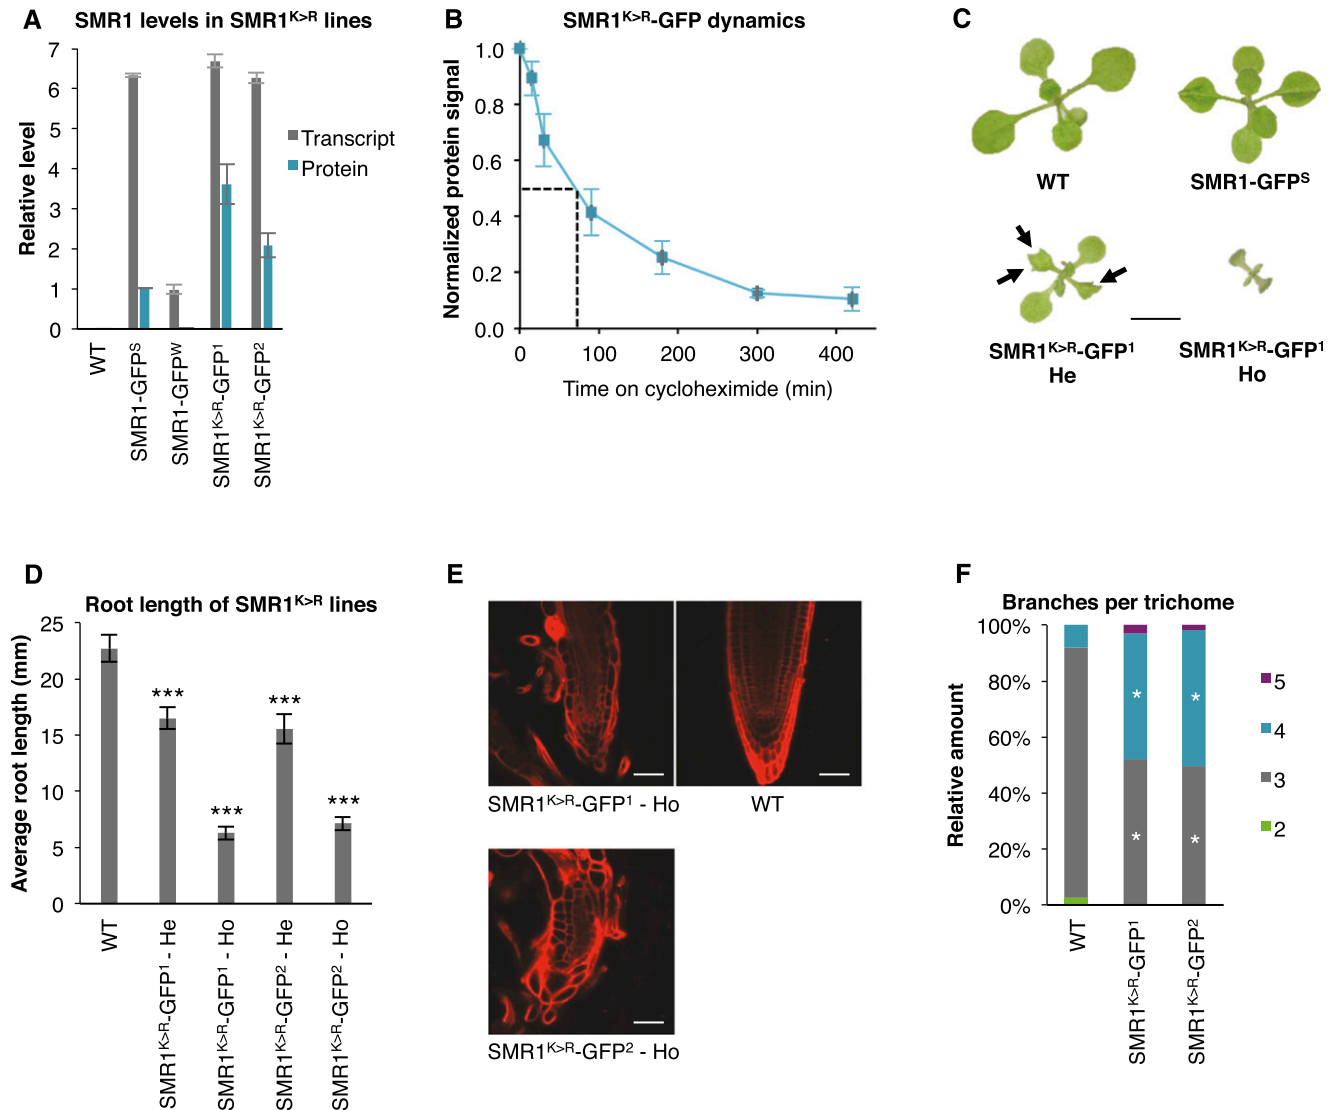 A
SMR1 levels in SMR1K>R lines
Relative level
7
6
5
4
3
2
1
0
Transcript
Protein
WT
SMR1-GFPS
SMR1-GFPW
SMR1K>R-GFP1
SMR1K>R-GFP2
B
SMR1K>R-GFP dynamics
Normalized protein signal
1.0
0.8
0.6
0.4
0.2
0.0
0 100 200 300 400
Time on cycloheximide (min)
C
WT
SMR1-GFPS
SMR1K>R-GFP1
He
SMR1K>R-GFP1
Ho
D
Root length of SMR1K>R lines
Average root length (mm)
25
20
15
10
5
0
***
***
***
***
WT
SMR1K>R-GFP1 - He
SMR1K>R-GFP1 - Ho
SMR1K>R-GFP2 - He
SMR1K>R-GFP2 - Ho
E
SMR1K>R-GFP1 - Ho
WT
SMR1K>R-GFP2 - Ho
F
Branches per trichome
Relative amount
100%
80%
60%
40%
20%
0%
*
*
*
*
5
4
3
2
WT
SMR1K>R-GFP1
SMR1K>R-GFP2